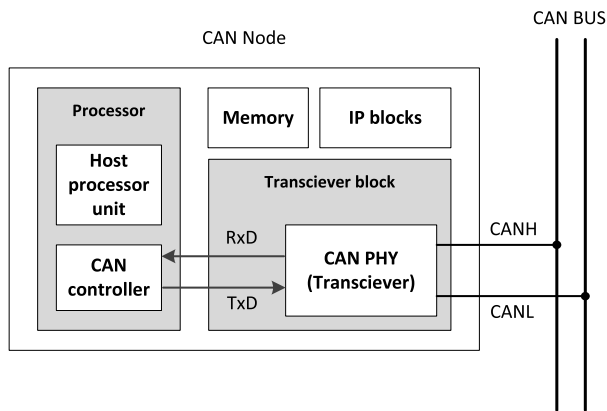 CAN BUS
CAN Node
Processor
Host
processor
unit
CAN
controller
Memory
IP blocks
Transciever block
RxD
TxD
CAN PHY
(Transciever)
CANH
CANL